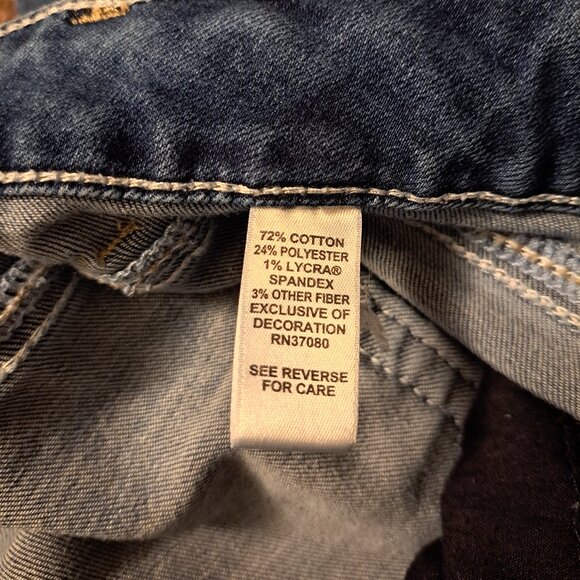 72% COTTON
24% POLYESTER
1% LYCRA®
SPANDEX
3% OTHER FIBER
EXCLUSIVE OF
DECORATION
RN37080
SEE REVERSE
FOR CARE